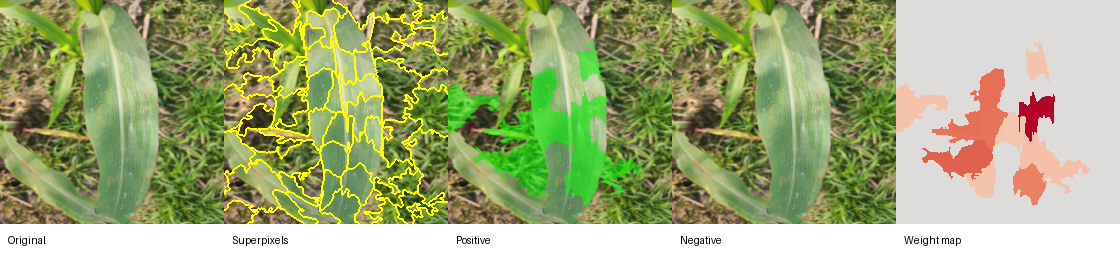 Original
Superpixels
Positive
Negative
Weight map